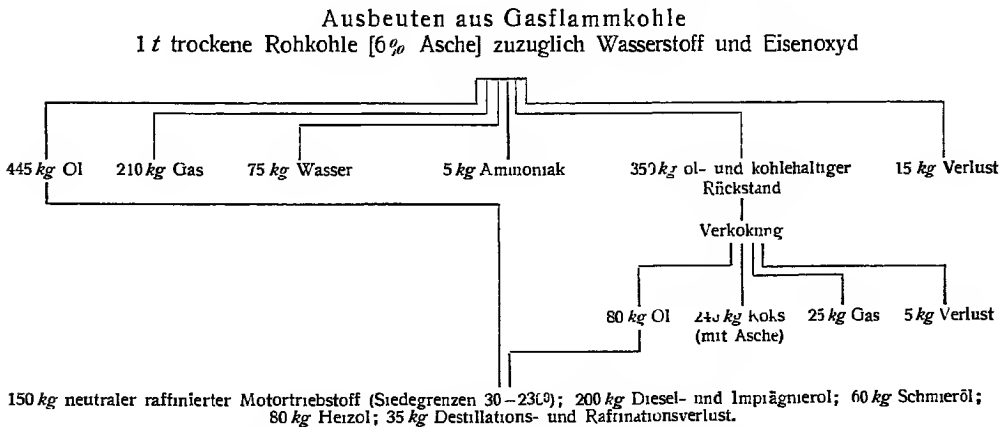 Ausbeuten aus Gasflammkohle
1 t trockene Rohkohle [6% Asche] zuzuglich Wasserstoff und Eisenoxyd
445 kg Ol 210 kg Gas 75 kg Wasser 5 kg Ammoniak 350 kg ol- und kohlehaltiger 15 kg Verlust
Rückstand
Verkokung
80 kg Ol kg Koks 25 kg Gas 5 kg Verlust
(mit Asche)
150 kg neutraler raffinierter Motortriebstoff (Siedegrenzen 30–230°); 200 kg Diesel- und Imprägnierol; 60 kg Schmieröl;
80 kg Heizol; 35 kg Destillations- und Raffinationsverlust.